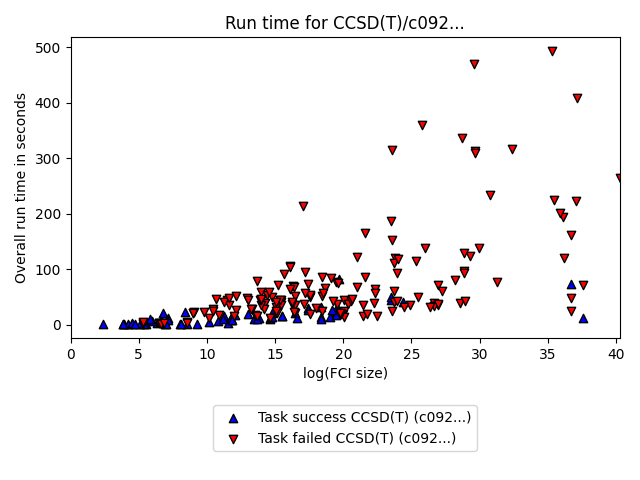 Run time for CCSD(T)/c092...
500
400
300
200
100
0
Overall run time in seconds
0 5 10 15 20 25 30 35 40
log(FCI size)
Task success CCSD(T) (c092...)
Task failed CCSD(T) (c092...)